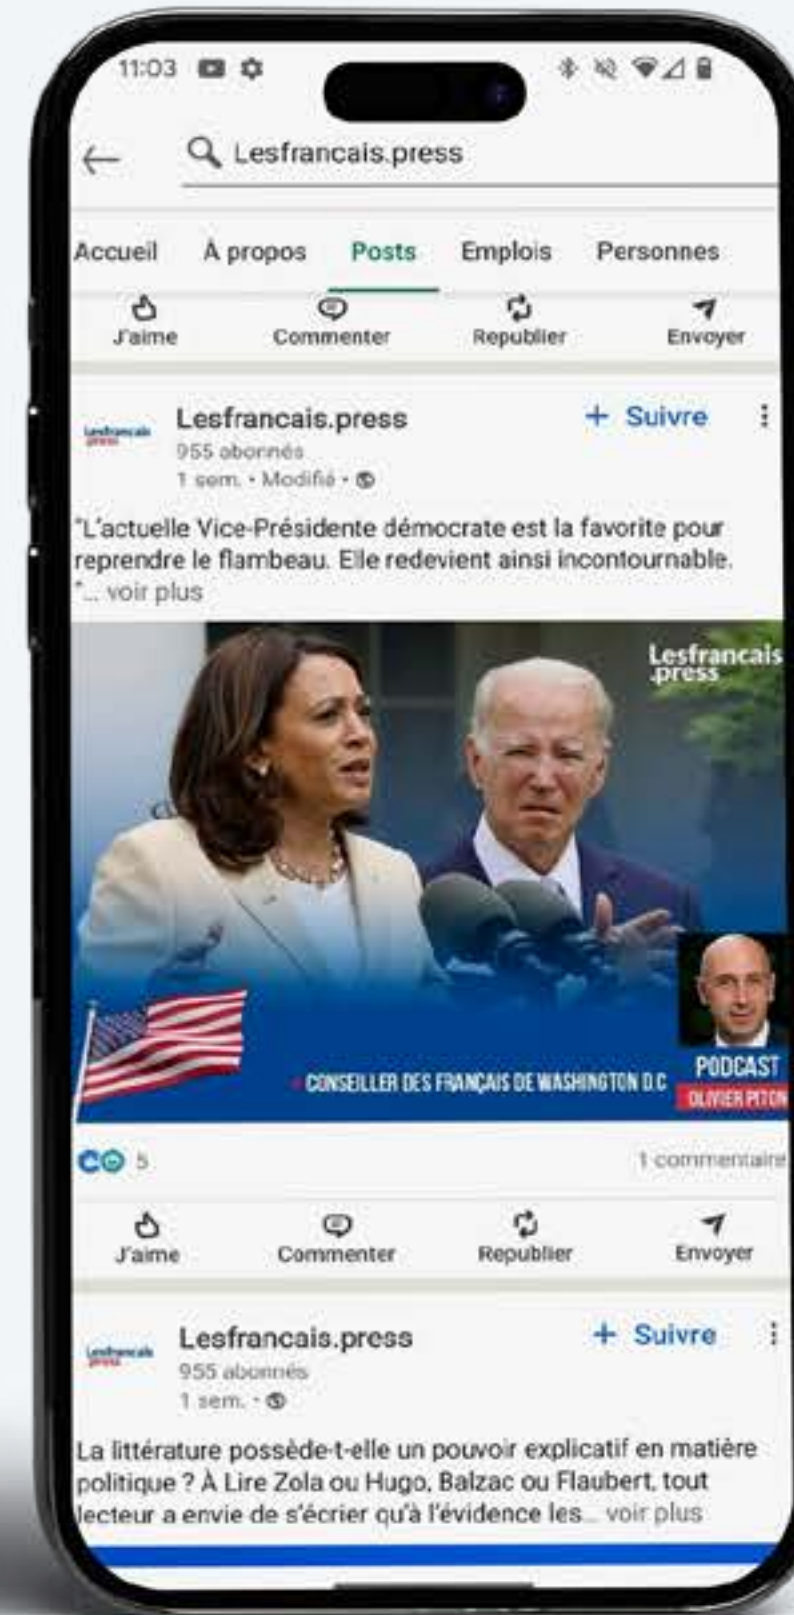 11:03
Lesfrancais.press
Accueil À propos Posts Emplois Personnes
J'aime Commenter Republier Envoyer
Lesfrancais
.press
Lesfrancais.press
+ Suivre
955 abonnés
1 sem. • Modifié •
"L'actuelle Vice-Présidente démocrate est la favorite pour
reprendre le flambeau. Elle redevient ainsi incontournable.
"... voir plus
Lesfrancais
.press
CONSEILLER DES FRANÇAIS DE WASHINGTON D.C
PODCAST
OLIVIER PITON
5
1 commentaire
J'aime Commenter Republier Envoyer
Lesfrancais
.press
Lesfrancais.press
+ Suivre
955 abonnés
1 sem. •
La littérature possède-t-elle un pouvoir explicatif en matière
politique ? À Lire Zola ou Hugo, Balzac ou Flaubert, tout
lecteur a envie de s'écrier qu'à l'évidence les... voir plus